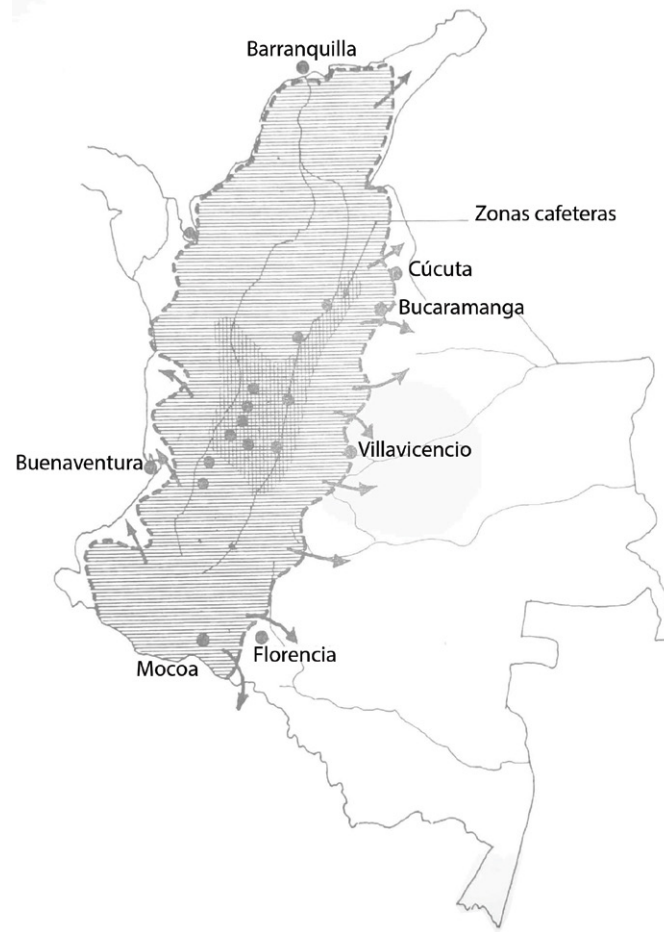 Barranquilla
Zonas cafeteras
Cúcuta
Bucaramanga
Buenaventura
Villavicencio
Mocoa
Florencia